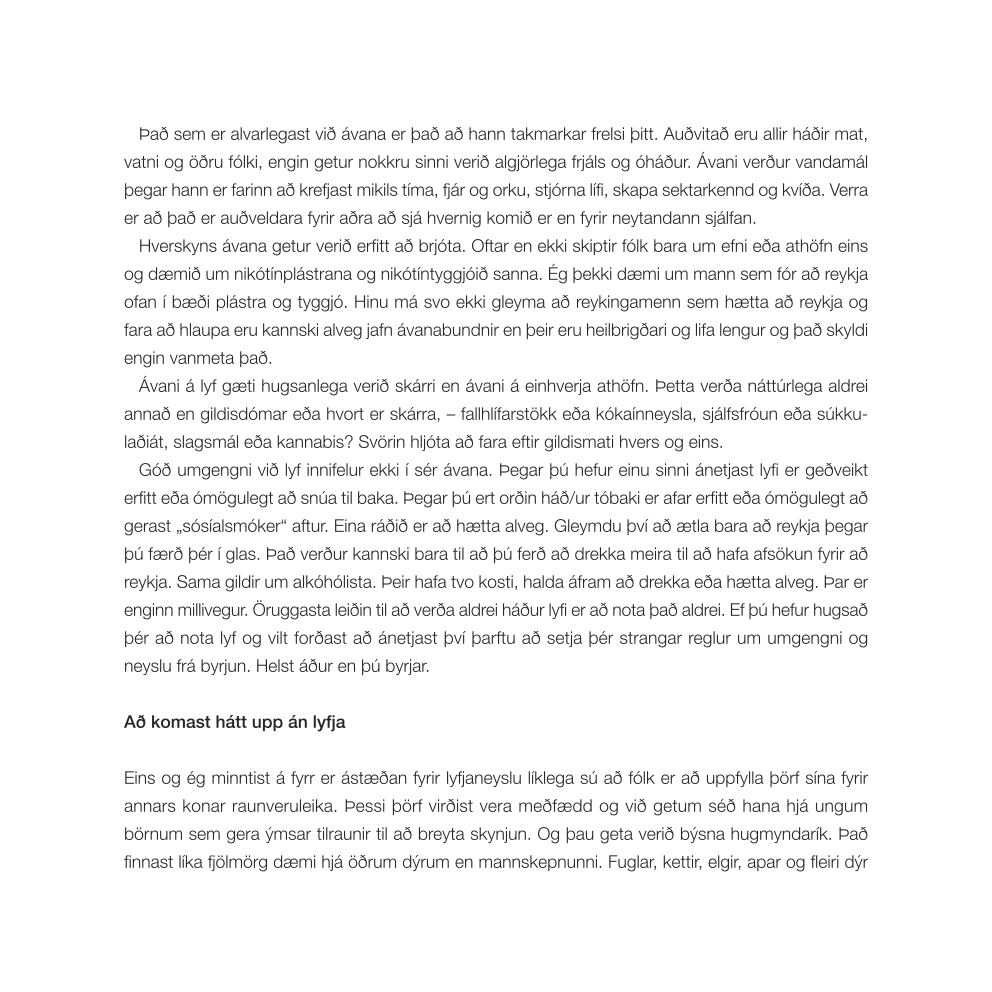 Það sem er alvarlegast við ávana er það að hann takmarkar frelsi þitt. Auðvitað eru allir háðir mat,
vatni og öðru fólki, engin getur nokkru sinni verið algjörlega frjáls og óháður. Ávani verður vandamál
þegar hann er farinn að krefjast mikils tíma, fjár og orku, stjórna lífi, skapa sektarkennd og kvíða. Verra
er að það er auðveldara fyrir aðra að sjá hvernig komið er en fyrir neytandann sjálfan.
Hverskyns ávana getur verið erfitt að brjóta. Oftar en ekki skiptir fólk bara um efni eða athöfn eins
og dæmið um nikótínplástrana og nikótíntyggjóið sanna. Ég þekki dæmi um mann sem fór að reykja
ofan í bæði plástra og tyggjó. Hinu má svo ekki gleyma að reykingamenn sem hætta að reykja og
fara að hlaupa eru kannski alveg jafn ávanabundnir en þeir eru heilbrigðari og lifa lengur og það skyldi
engin vanmeta það.
Ávani á lyf gæti hugsanlega verið skárri en ávani á einhverja athöfn. Þetta verða náttúrlega aldrei
annað en gildisdómar eða hvort er skárra, – fallhlífarstökk eða kókaínneysla, sjálfsfróun eða súkku-
laðiát, slagsmál eða kannabis? Svörin hljóta að fara eftir gildismati hvers og eins.
Góð umgengni við lyf innifelur ekki í sér ávana. Þegar þú hefur einu sinni ánetjast lyfi er geðveikt
erfitt eða ómögulegt að snúa til baka. Þegar þú ert orðin háð/ur tóbaki er afar erfitt eða ómögulegt að
gerast „sósíalsmóker“ aftur. Eina ráðið er að hætta alveg. Gleymdu því að ætla bara að reykja þegar
þú færð þér í glas. Það verður kannski bara til að þú ferð að drekka meira til að hafa afsökun fyrir að
reykja. Sama gildir um alkóhólista. Þeir hafa tvo kosti, halda áfram að drekka eða hætta alveg. Þar er
enginn millivegur. Öruggasta leiðin til að verða aldrei háður lyfi er að nota það aldrei. Ef þú hefur hugsað
þér að nota lyf og vilt forðast að ánetjast því þarftu að setja þér strangar reglur um umgengni og
neyslu frá byrjun. Helst áður en þú byrjar.
Að komast hátt upp án lyfja
Eins og ég minntist á fyrr er ástæðan fyrir lyfjaneyslu líklega sú að fólk er að uppfylla þörf sína fyrir
annars konar raunveruleika. Þessi þörf virðist vera meðfædd og við getum séð hana hjá ungum
börnum sem gera ýmsar tilraunir til að breyta skynjun. Og þau geta verið býsna hugmyndarík. Það
finnast líka fjölmörg dæmi hjá öðrum dýrum en mannskepnunni. Fuglar, kettir, elgir, apar og fleiri dýr